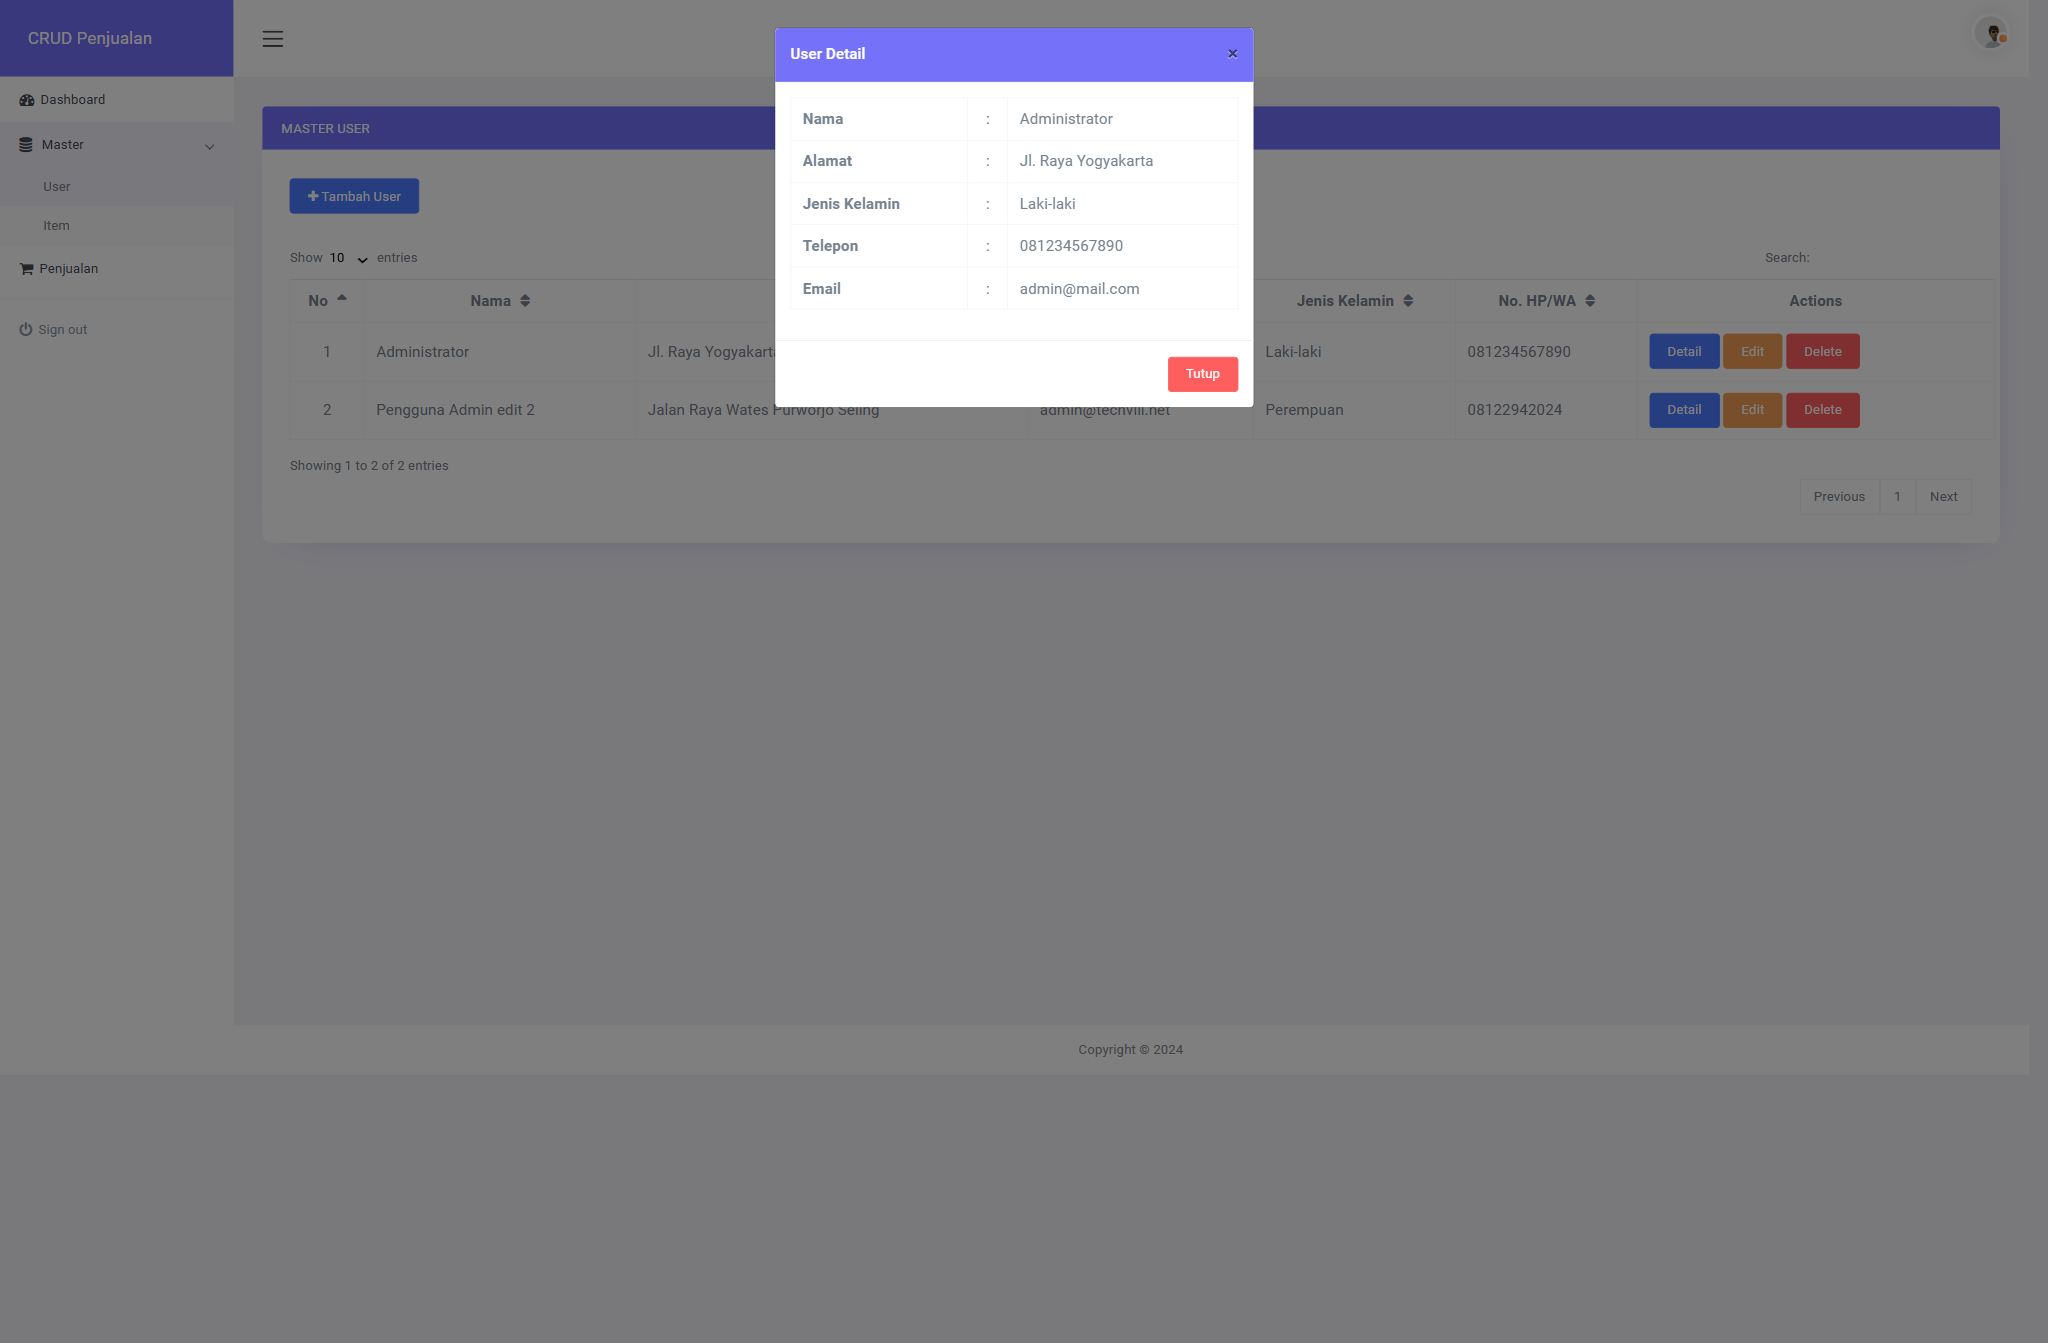 CRUD Penjualan
Dashboard
Master
User
Item
Penjualan
Sign out
User Detail ×
Nama : Administrator
Alamat : Jl. Raya Yogyakarta
Jenis Kelamin : Laki-laki
Telepon : 081234567890
Email : admin@mail.com
Tutup
MASTER USER
Tambah User
Show 10 entries Search:
No Nama Jenis Kelamin No. HP/WA Actions
1 Administrator Jl. Raya Yogyakarta Laki-laki 081234567890 Detail Edit Delete
2 Pengguna Admin edit 2 Jalan Raya Wates Purworjo Seling admin@techvill.net Perempuan 08122942024 Detail Edit Delete
Showing 1 to 2 of 2 entries
Previous 1 Next
Copyright © 2024